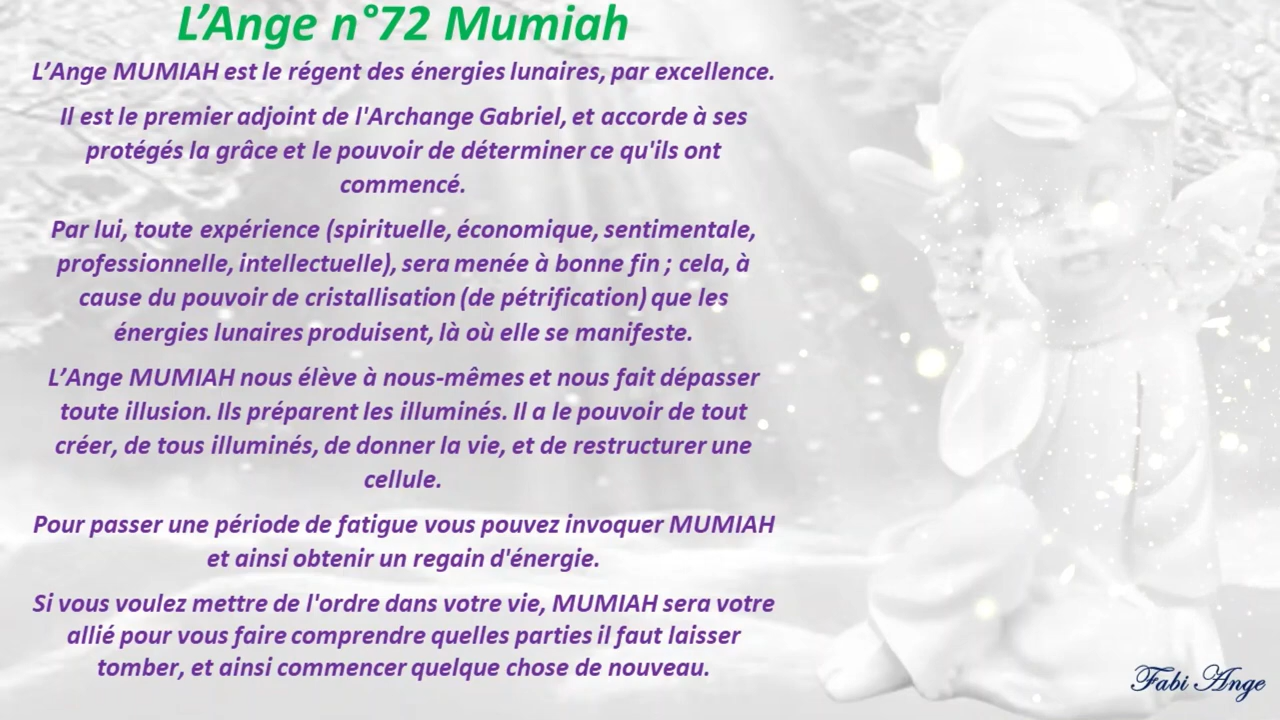 L’Ange n°72 Mumiah
L’Ange MUMIAH est le régent des énergies lunaires, par excellence.
Il est le premier adjoint de l'Archange Gabriel, et accorde à ses
protégés la grâce et le pouvoir de déterminer ce qu'ils ont
commencé.
Par lui, toute expérience (spirituelle, économique, sentimentale,
professionnelle, intellectuelle), sera menée à bonne fin ; cela, à
cause du pouvoir de cristallisation (de pétrification) que les
énergies lunaires produisent, là où elle se manifeste.
L’Ange MUMIAH nous élève à nous-mêmes et nous fait dépasser
toute illusion. Ils préparent les illuminés. Il a le pouvoir de tout
créer, de tous illuminés, de donner la vie, et de restructurer une
cellule.
Pour passer une période de fatigue vous pouvez invoquer MUMIAH
et ainsi obtenir un regain d'énergie.
Si vous voulez mettre de l'ordre dans votre vie, MUMIAH sera votre
allié pour vous faire comprendre quelles parties il faut laisser
tomber, et ainsi commencer quelque chose de nouveau.
Fabi Ange